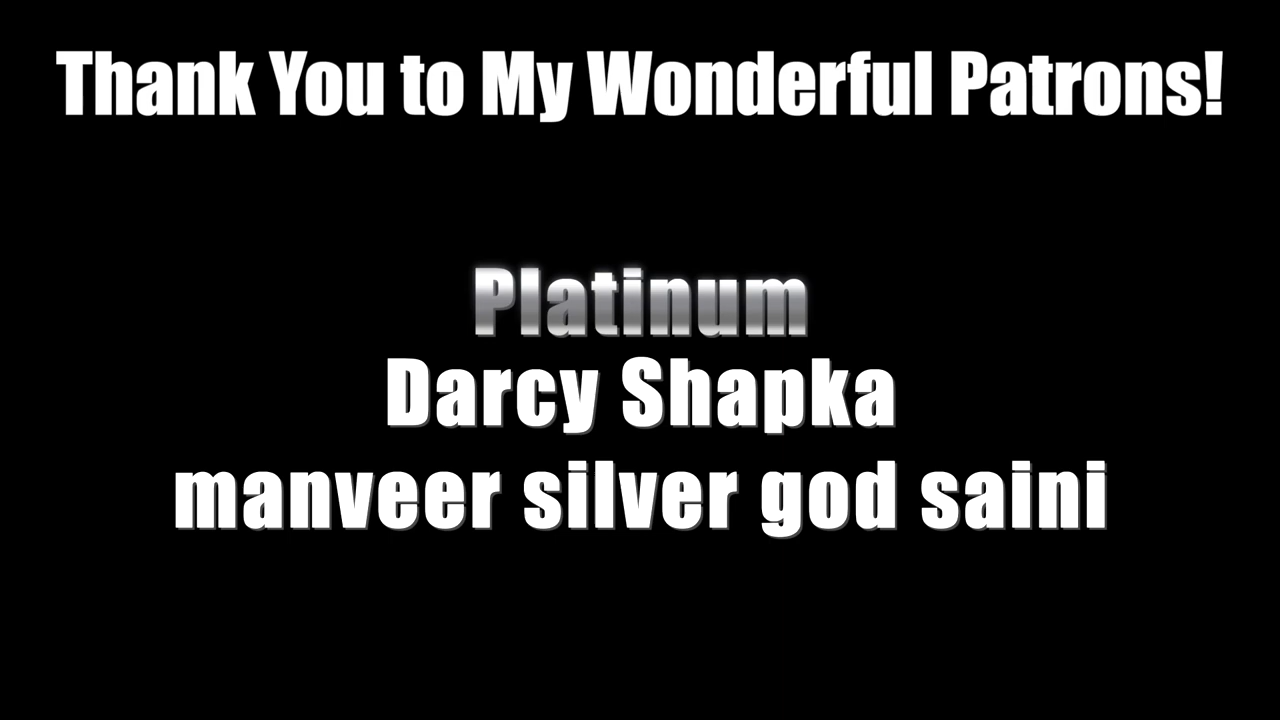 Thank You to My Wonderful Patrons!
Platinum
Darcy Shapka
manveer silver god saini